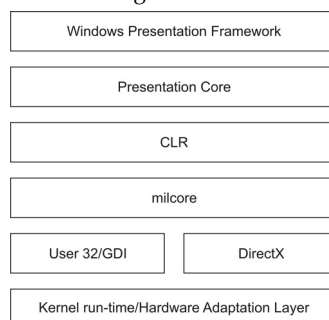 Windows Presentation Framework
Presentation Core
CLR
milcore
User 32/GDI
DirectX
Kernel run-time/Hardware Adaptation Layer